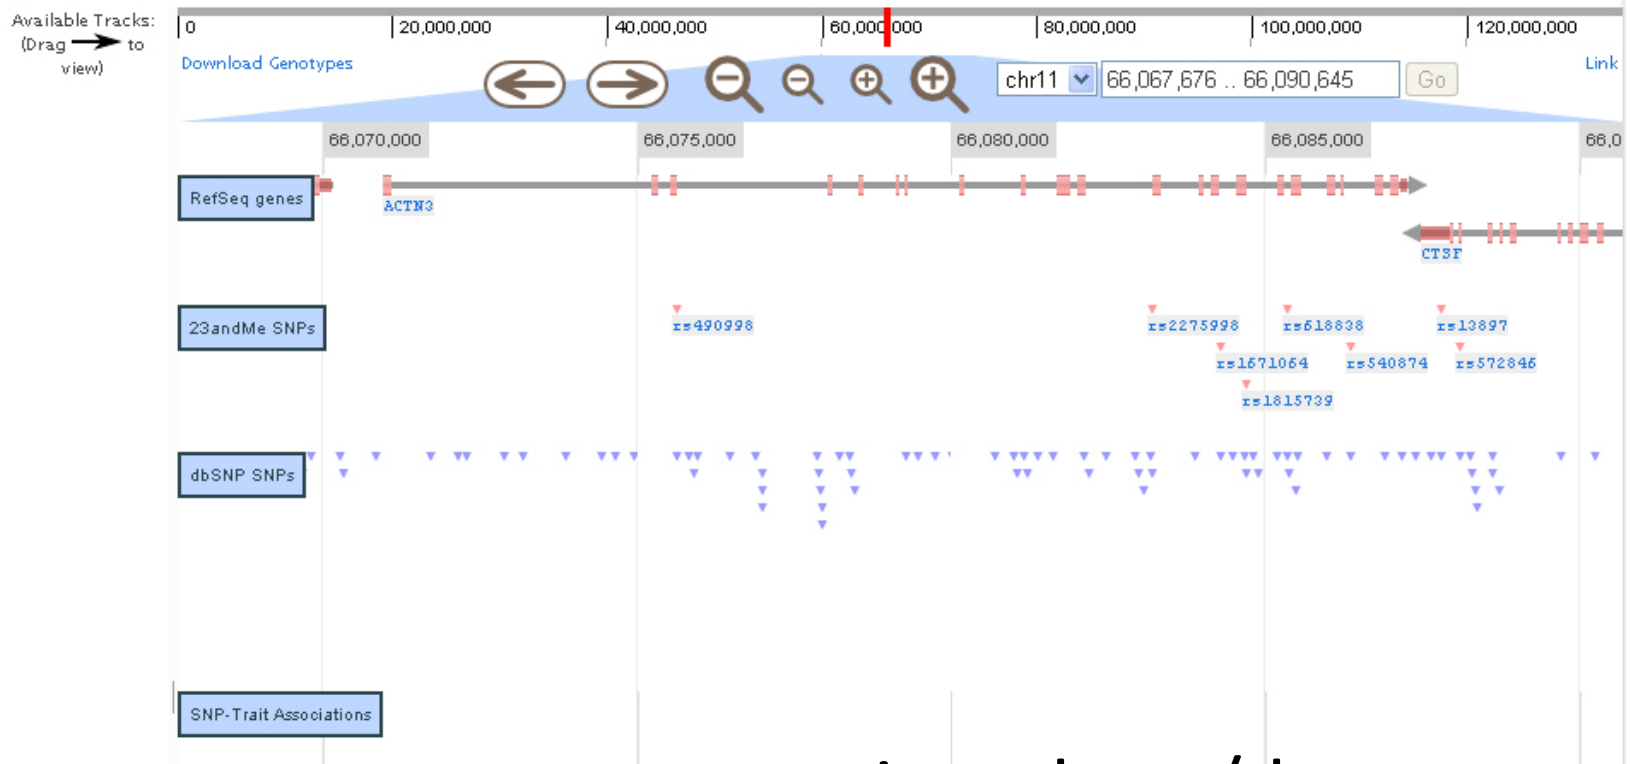 Available Tracks:
(Drag to
view)
0 20,000,000 40,000,000 60,000,000 80,000,000 100,000,000 120,000,000
Download Genotypes
Link
chr11 66,067,676 .. 66,090,645 Go
66,070,000 66,075,000 66,080,000 66,085,000 66,0
RefSeq genes
ACTN3
CTSF
23andMe SNPs
rs490998 rs2275998 rs618838 rs13897
rs1671064 rs540874 rs572846
rs1815739
dbSNP SNPs
SNP-Trait Associations